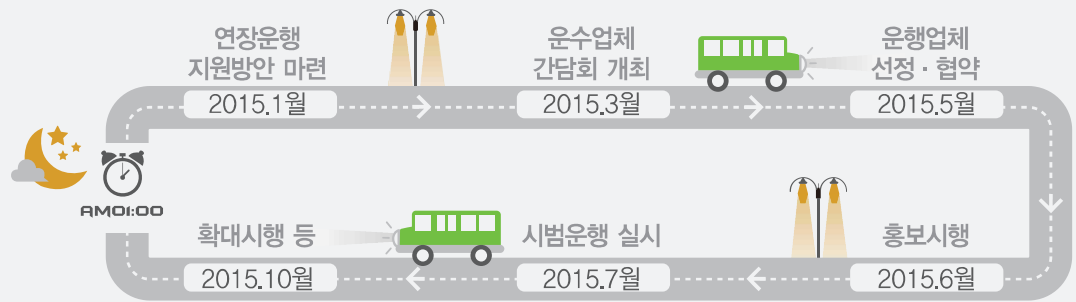 연장운행
지원방안 마련
2015.1월
운수업체
간담회 개최
2015.3월
운행업체
선정 · 협약
2015.5월
AM01:00
홍보시행
2015.6월
시범운행 실시
2015.7월
확대시행 등
2015.10월